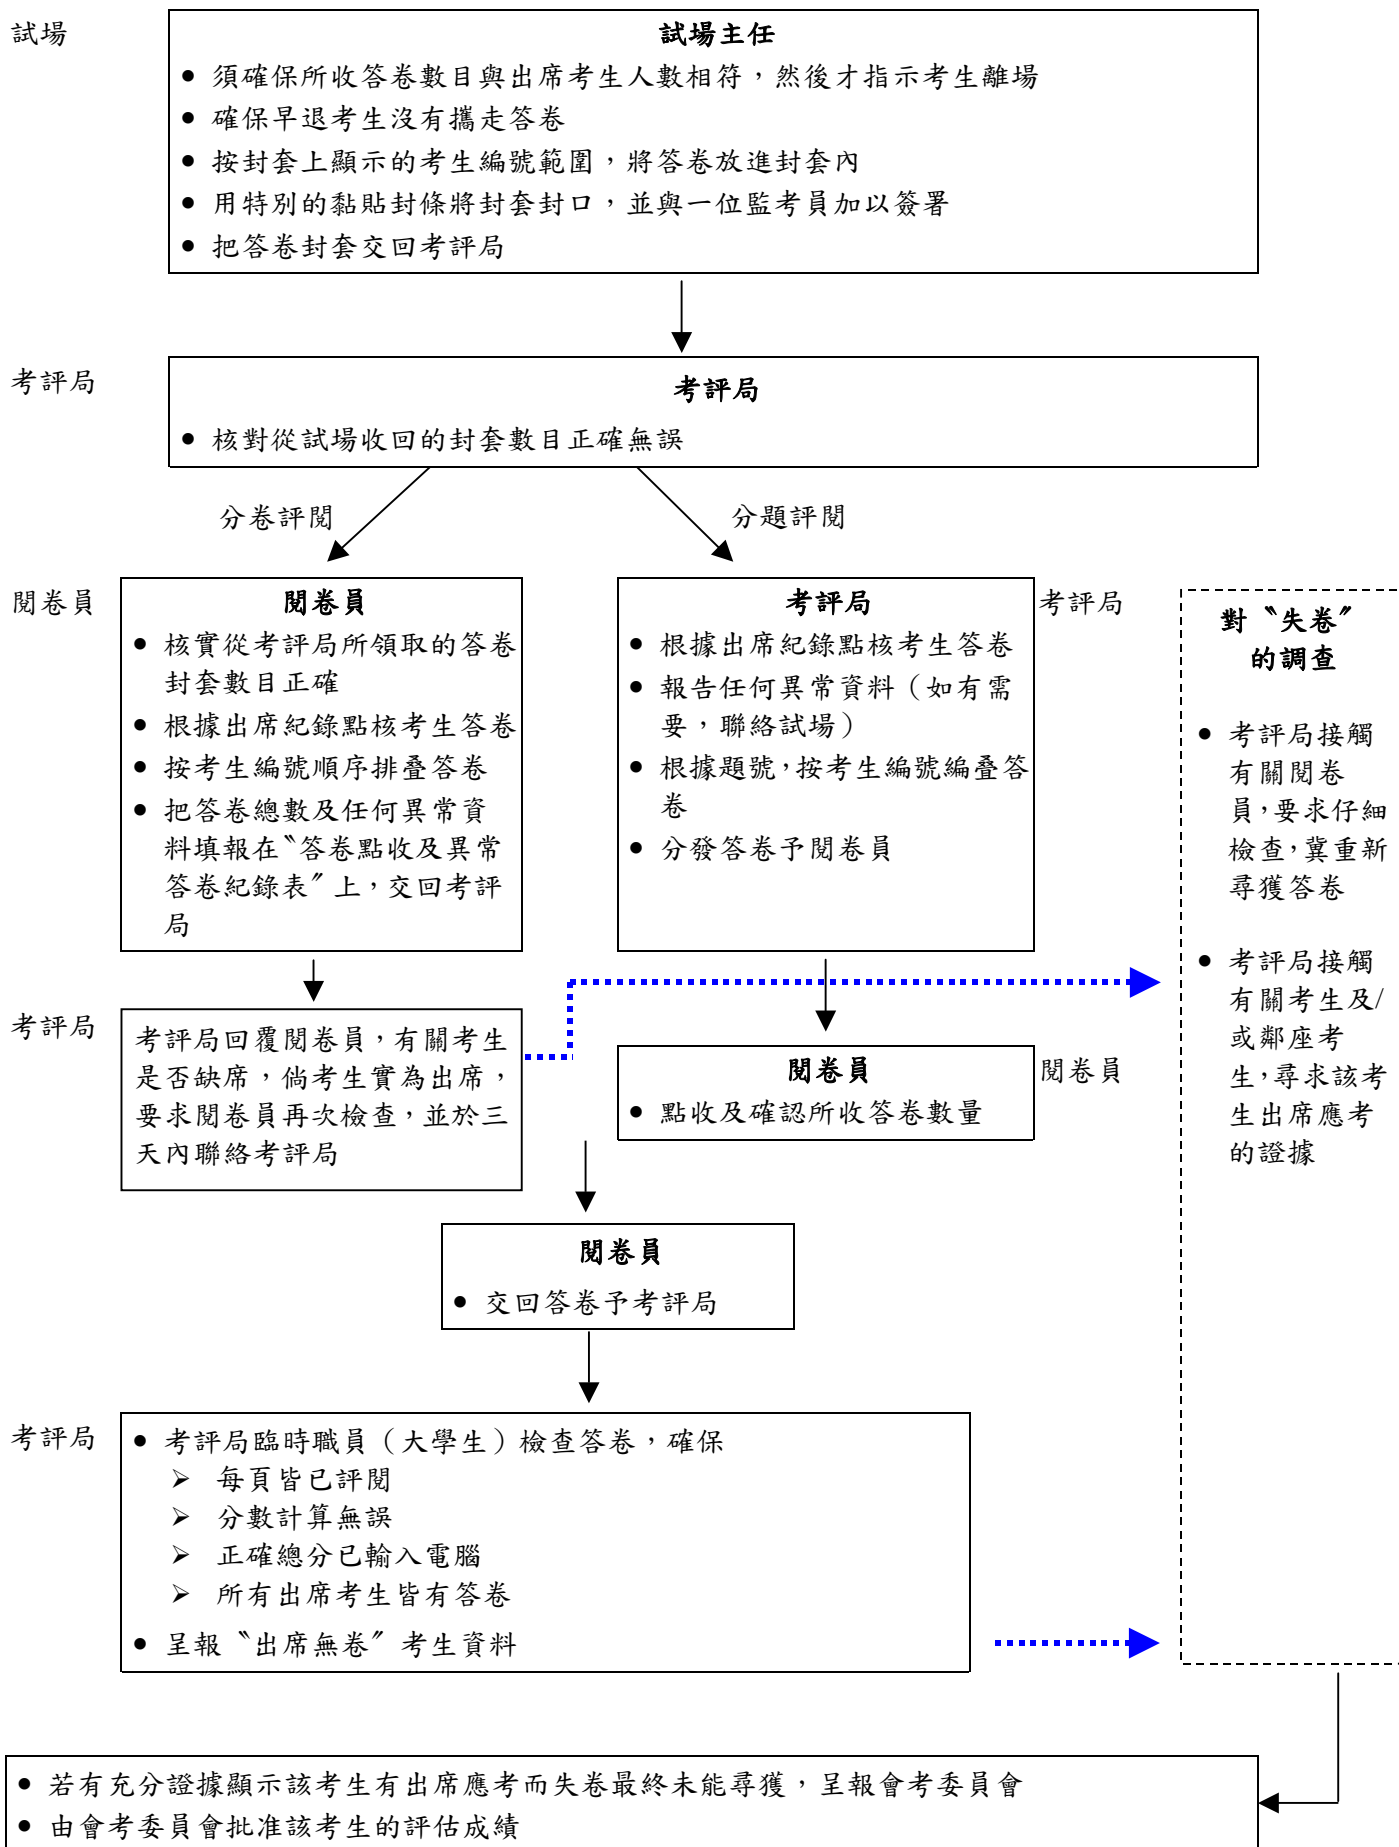 試場
試場主任
● 須確保所收答卷數目與出席考生人數相符，然後才指示考生離場
● 確保早退考生沒有攜走答卷
● 按封套上顯示的考生編號範圍，將答卷放進封套內
● 用特別的黏貼封條將封套封口，並與一位監考員加以簽署
● 把答卷封套交回考評局
考評局
考評局
● 核對從試場收回的封套數目正確無誤
分卷評閱
分題評閱
閱卷員
閱卷員
● 核實從考評局所領取的答卷
封套數目正確
● 根據出席紀錄點核考生答卷
● 按考生編號順序排叠答卷
● 把答卷總數及任何異常資
料填報在〝答卷點收及異常
答卷紀錄表〞上，交回考評
局
考評局
考評局
● 根據出席紀錄點核考生答卷
● 報告任何異常資料（如有需
要，聯絡試場）
● 根據題號，按考生編號編叠答
卷
● 分發答卷予閱卷員
對〝失卷〞
的調查
● 考評局接觸
有關閱卷
員，要求仔細
檢查，冀重新
尋獲答卷
● 考評局接觸
有關考生及/
或鄰座考
生，尋求該考
生出席應考
的證據
考評局
考評局回覆閱卷員，有關考生
是否缺席，倘考生實為出席，
要求閱卷員再次檢查，並於三
天內聯絡考評局
閱卷員
● 點收及確認所收答卷數量
閱卷員
閱卷員
● 交回答卷予考評局
考評局
● 考評局臨時職員（大學生）檢查答卷，確保
➢ 每頁皆已評閱
➢ 分數計算無誤
➢ 正確總分已輸入電腦
➢ 所有出席考生皆有答卷
● 呈報〝出席無卷〞考生資料
● 若有充分證據顯示該考生有出席應考而失卷最終未能尋獲，呈報會考委員會
● 由會考委員會批准該考生的評估成績